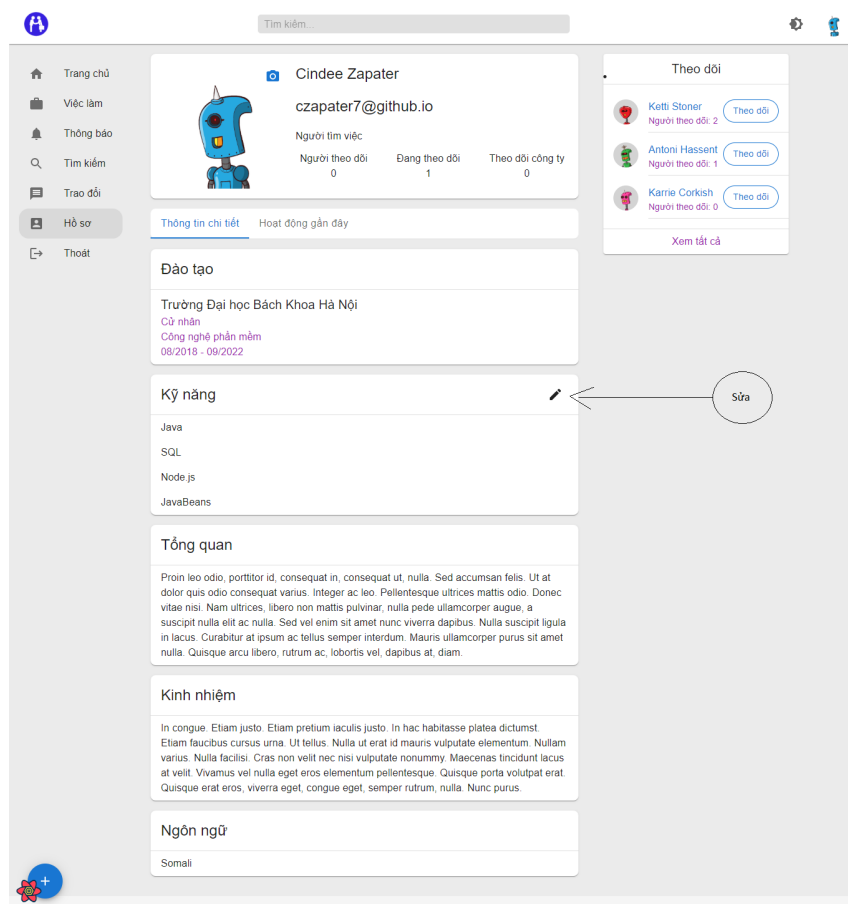 Tìm kiếm...
Trang chủ
Việc làm
Thông báo
Tìm kiếm
Trao đổi
Hồ sơ
Thoát
Cindee Zapater
czapater7@github.io
Người tìm việc
Người theo dõi
0
Đang theo dõi
1
Theo dõi công ty
0
Thông tin chi tiết
Hoạt động gần đây
Đào tạo
Trường Đại học Bách Khoa Hà Nội
Cử nhân
Công nghệ phần mềm
08/2018 - 09/2022
Kỹ năng
Sửa
Java
SQL
Node.js
JavaBeans
Tổng quan
Proin leo odio, porttitor id, consequat in, consequat ut, nulla. Sed accumsan felis. Ut at
dolor quis odio consequat varius. Integer ac leo. Pellentesque ultrices mattis odio. Donec
vitae nisi. Nam ultrices, libero non mattis pulvinar, nulla pede ullamcorper augue, a
suscipit nulla elit ac nulla. Sed vel enim sit amet nunc viverra dapibus. Nulla suscipit ligula
in lacus. Curabitur at ipsum ac tellus semper interdum. Mauris ullamcorper purus sit amet
nulla. Quisque arcu libero, rutrum ac, lobortis vel, dapibus at, diam.
Kinh nhiệm
In congue. Etiam justo. Etiam pretium iaculis justo. In hac habitasse platea dictumst.
Etiam faucibus cursus urna. Ut tellus. Nulla ut erat id mauris vulputate elementum. Nullam
varius. Nulla facilisi. Cras non velit nec nisi vulputate nonummy. Maecenas tincidunt lacus
at velit. Vivamus vel nulla eget eros elementum pellentesque. Quisque porta volutpat erat.
Quisque erat eros, viverra eget, congue eget, semper rutrum, nulla. Nunc purus.
Ngôn ngữ
Somali
Theo dõi
Ketti Stoner
Người theo dõi: 2
Theo dõi
Antoni Hassent
Người theo dõi: 1
Theo dõi
Karrie Corkish
Người theo dõi: 0
Theo dõi
Xem tất cả